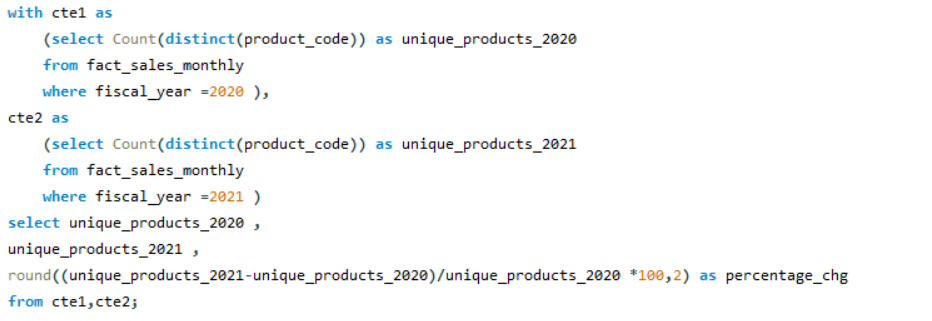 with cte1 as
(select Count(distinct(product_code)) as unique_products_2020
from fact_sales_monthly
where fiscal_year =2020 ),
cte2 as
(select Count(distinct(product_code)) as unique_products_2021
from fact_sales_monthly
where fiscal_year =2021 )
select unique_products_2020 ,
unique_products_2021 ,
round((unique_products_2021-unique_products_2020)/unique_products_2020 *100,2) as percentage_chg
from cte1,cte2;